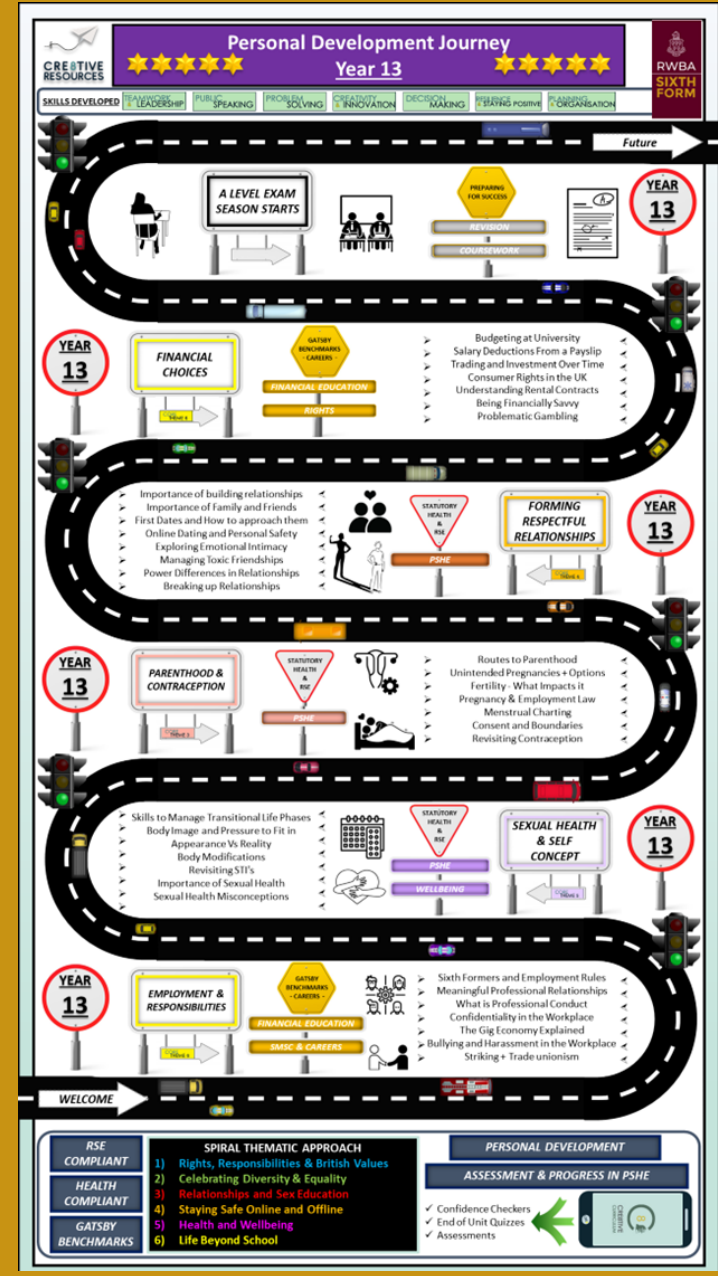 CRE8TIVE
RESOURCES
Personal Development Journey
Year 13
RWBA
SIXTH
FORM
SKILLS DEVELOPED
TEAMWORK
& LEADERSHIP
PUBLIC
SPEAKING
PROBLEM
SOLVING
CREATIVITY
& INNOVATION
DECISION
MAKING
RESILIENCE
& STAYING POSITIVE
PLANNING
& ORGANISATION
Future
A LEVEL EXAM
SEASON STARTS
PREPARING
FOR SUCCESS
REVISION
COURSEWORK
A
YEAR
13
YEAR
13
FINANCIAL
CHOICES
THEME 6
GATSBY
BENCHMARKS
- CAREERS -
FINANCIAL EDUCATION
RIGHTS
Budgeting at University
Salary Deductions From a Payslip
Trading and Investment Over Time
Consumer Rights in the UK
Understanding Rental Contracts
Being Financially Savvy
Problematic Gambling
Importance of building relationships
Importance of Family and Friends
First Dates and How to approach them
Online Dating and Personal Safety
Exploring Emotional Intimacy
Managing Toxic Friendships
Power Differences in Relationships
Breaking up Relationships
STATUTORY
HEALTH
&
RSE
PSHE
FORMING
RESPECTFUL
RELATIONSHIPS
YEAR
13
YEAR
13
PARENTHOOD &
CONTRACEPTION
STATUTORY
HEALTH
&
RSE
PSHE
Routes to Parenthood
Unintended Pregnancies + Options
Fertility - What Impacts it
Pregnancy & Employment Law
Menstrual Charting
Consent and Boundaries
Revisiting Contraception
Skills to Manage Transitional Life Phases
Body Image and Pressure to Fit in
Appearance Vs Reality
Body Modifications
Revisiting STI's
Importance of Sexual Health
Sexual Health Misconceptions
STATUTORY
HEALTH
&
RSE
PSHE
WELLBEING
SEXUAL HEALTH
& SELF
CONCEPT
YEAR
13
YEAR
13
EMPLOYMENT &
RESPONSIBILITIES
THEME 6
GATSBY
BENCHMARKS
- CAREERS -
FINANCIAL EDUCATION
SMSC & CAREERS
Sixth Formers and Employment Rules
Meaningful Professional Relationships
What is Professional Conduct
Confidentiality in the Workplace
The Gig Economy Explained
Bullying and Harassment in the Workplace
Striking + Trade unionism
WELCOME
RSE
COMPLIANT
HEALTH
COMPLIANT
GATSBY
BENCHMARKS
SPIRAL THEMATIC APPROACH
1) Rights, Responsibilities & British Values
2) Celebrating Diversity & Equality
3) Relationships and Sex Education
4) Staying Safe Online and Offline
5) Health and Wellbeing
6) Life Beyond School
PERSONAL DEVELOPMENT
ASSESSMENT & PROGRESS IN PSHE
✓ Confidence Checkers
✓ End of Unit Quizzes
✓ Assessments